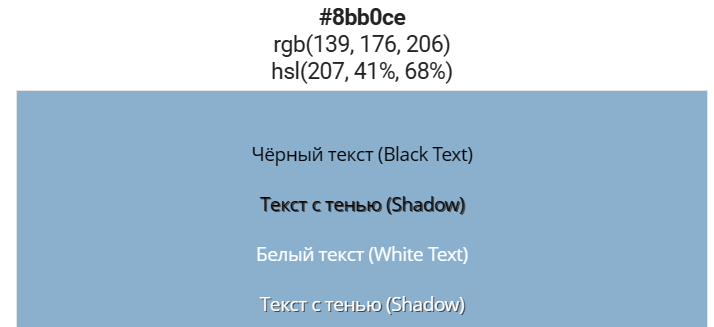 #8bb0ce
rgb(139, 176, 206)
hsl(207, 41%, 68%)
Чёрный текст (Black Text)
Текст с тенью (Shadow)
Белый текст (White Text)
Текст с тенью (Shadow)